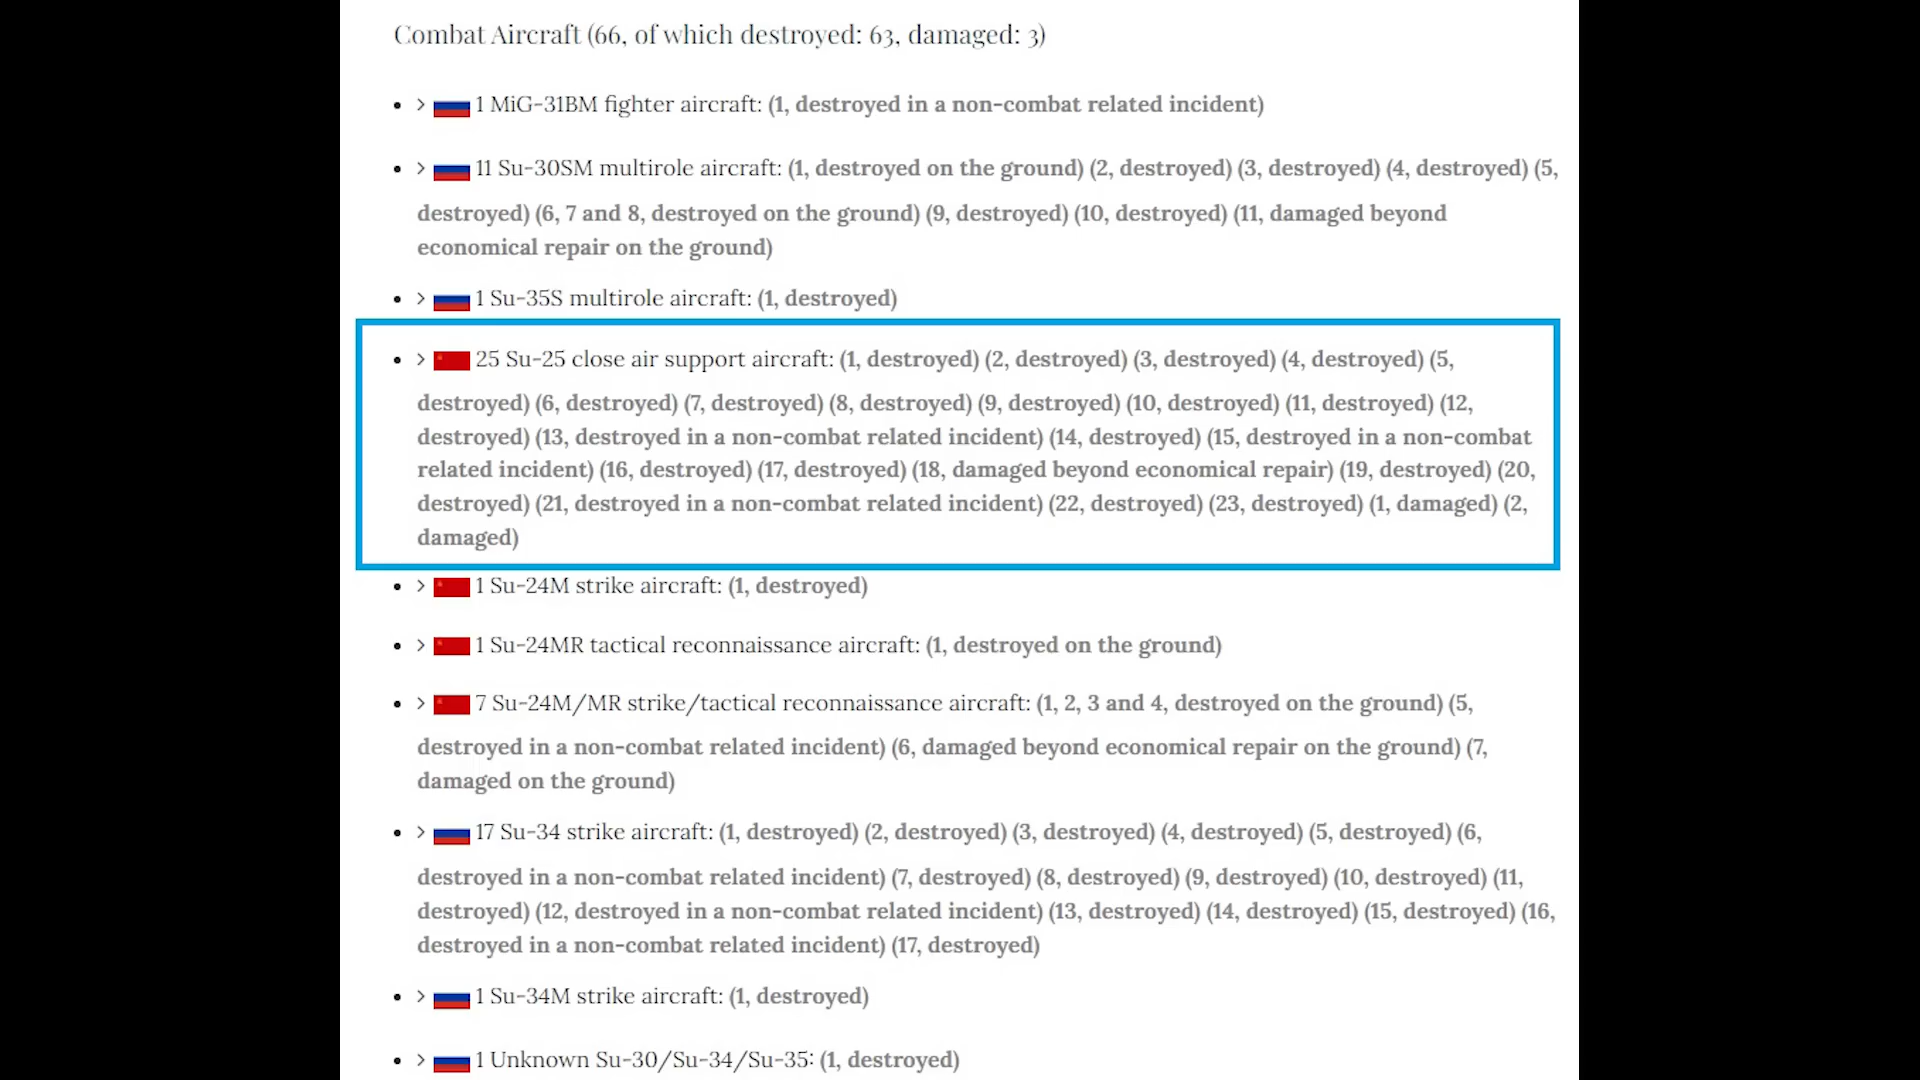 Combat Aircraft (66, of which destroyed: 63, damaged: 3)
> 1 MiG-31BM fighter aircraft: (1, destroyed in a non-combat related incident)
> 11 Su-30SM multirole aircraft: (1, destroyed on the ground) (2, destroyed) (3, destroyed) (4, destroyed) (5,
destroyed) (6, 7 and 8, destroyed on the ground) (9, destroyed) (10, destroyed) (11, damaged beyond
economical repair on the ground)
> 1 Su-35S multirole aircraft: (1, destroyed)
> 25 Su-25 close air support aircraft: (1, destroyed) (2, destroyed) (3, destroyed) (4, destroyed) (5,
destroyed) (6, destroyed) (7, destroyed) (8, destroyed) (9, destroyed) (10, destroyed) (11, destroyed) (12,
destroyed) (13, destroyed in a non-combat related incident) (14, destroyed) (15, destroyed in a non-combat
related incident) (16, destroyed) (17, destroyed) (18, damaged beyond economical repair) (19, destroyed) (20,
destroyed) (21, destroyed in a non-combat related incident) (22, destroyed) (23, destroyed) (1, damaged) (2,
damaged)
> 1 Su-24M strike aircraft: (1, destroyed)
> 1 Su-24MR tactical reconnaissance aircraft: (1, destroyed on the ground)
> 7 Su-24M/MR strike/tactical reconnaissance aircraft: (1, 2, 3 and 4, destroyed on the ground) (5,
destroyed in a non-combat related incident) (6, damaged beyond economical repair on the ground) (7,
damaged on the ground)
> 17 Su-34 strike aircraft: (1, destroyed) (2, destroyed) (3, destroyed) (4, destroyed) (5, destroyed) (6,
destroyed in a non-combat related incident) (7, destroyed) (8, destroyed) (9, destroyed) (10, destroyed) (11,
destroyed) (12, destroyed in a non-combat related incident) (13, destroyed) (14, destroyed) (15, destroyed) (16,
destroyed in a non-combat related incident) (17, destroyed)
> 1 Su-34M strike aircraft: (1, destroyed)
> 1 Unknown Su-30/Su-34/Su-35: (1, destroyed)